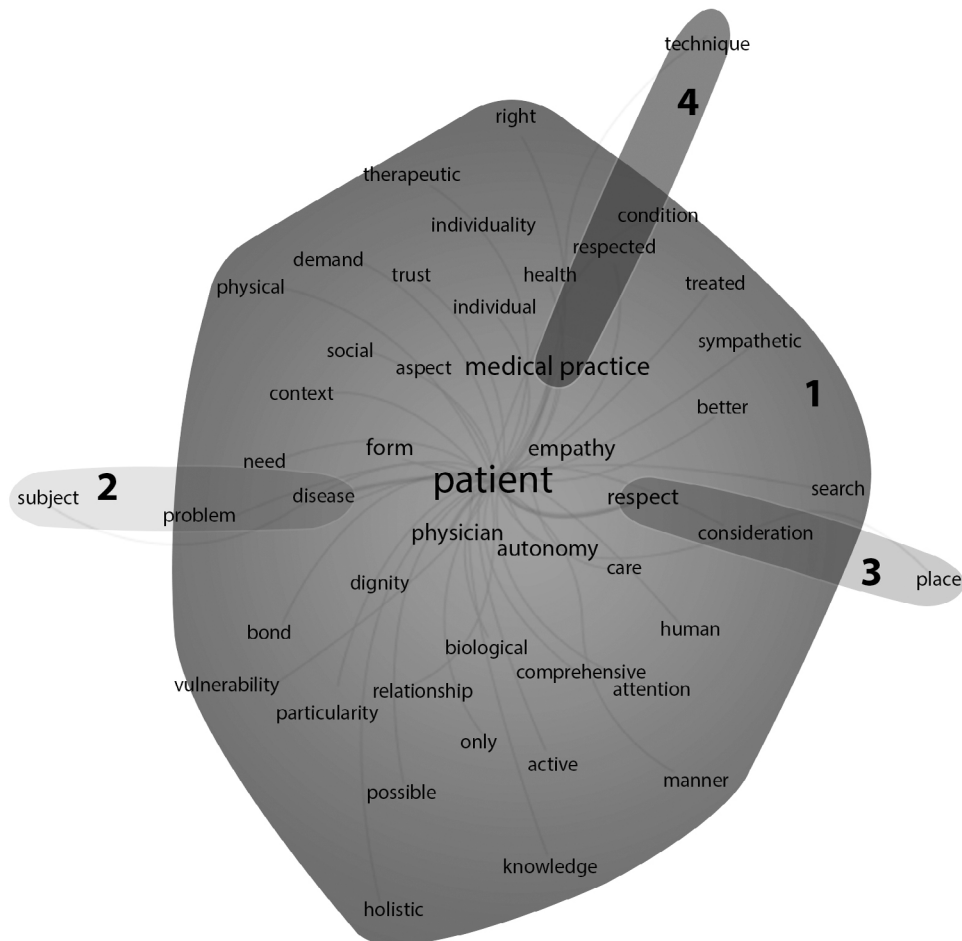 technique
4
right
therapeutic
condition
individuality
respected
demand
trust
health
physical
treated
individual
sympathetic
social
aspect
medical practice
context
1
better
form
empathy
need
patient
search
2
subject
disease
respect
problem
physician
consideration
autonomy
care
3
place
dignity
bond
human
biological
comprehensive
vulnerability
relationship
attention
particularity
only
active
manner
possible
knowledge
holistic